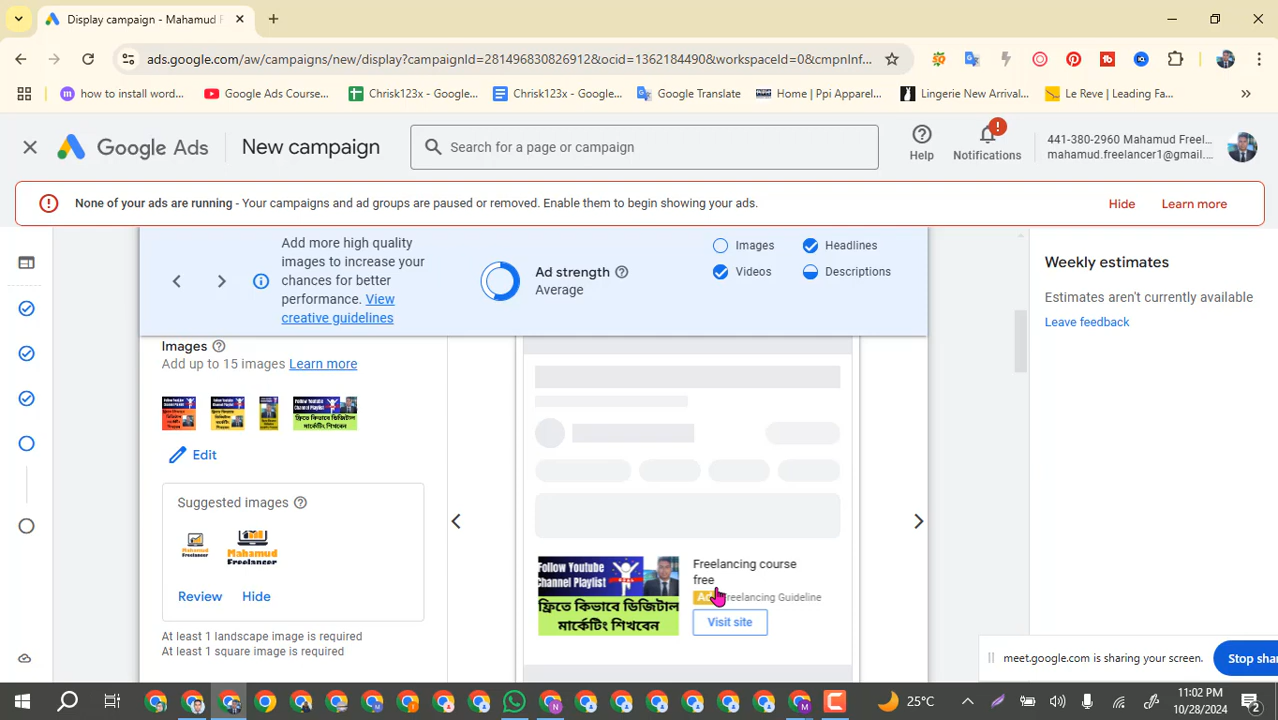 Display campaign - Mahamud F
ads.google.com/aw/campaigns/new/display?campaignId=281496830826912&ocid=1362184490&workspaceId=0&cmpnInf...
how to install word...
Google Ads Course...
Chrisk123x - Google...
Chrisk123x - Google...
Google Translate
Home | Ppi Apparel...
Lingerie New Arrival...
Le Reve | Leading Fa...
Google Ads
New campaign
Search for a page or campaign
Help
Notifications
441-380-2960 Mahamud Freel...
mahamud.freelancer1@gmail....
None of your ads are running - Your campaigns and ad groups are paused or removed. Enable them to begin showing your ads.
Hide
Learn more
Add more high quality
images to increase your
chances for better
performance. View
creative guidelines
Ad strength
Average
Images
Headlines
Videos
Descriptions
Weekly estimates
Estimates aren't currently available
Leave feedback
Images
Add up to 15 images Learn more
Edit
Suggested images
Mahamud
Freelancer
Mahamud
Freelancer
Review
Hide
At least 1 landscape image is required
At least 1 square image is required
Follow Youtube
Channel Playlist
ফ্রিতে কিভাবে ডিজিটাল
মার্কেটিং শিখবেন
Freelancing course
free
Freelancing Guideline
Visit site
meet.google.com is sharing your screen.
Stop sha
25°C
11:02 PM
10/28/2024
2